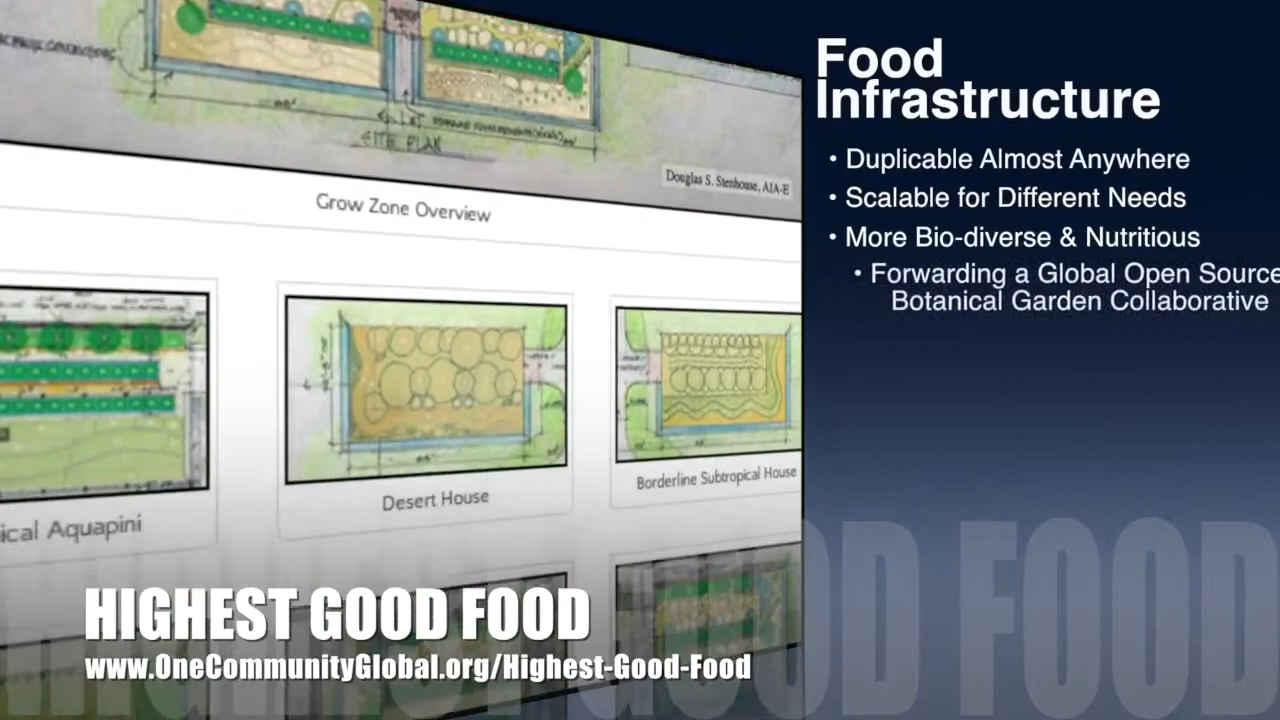 SITE PLAN
Douglas S. Stenhouse, AIA-E
Grow Zone Overview
ical Aquapini
Desert House
Borderline Subtropical House
Food
Infrastructure
• Duplicable Almost Anywhere
• Scalable for Different Needs
• More Bio-diverse & Nutritious
• Forwarding a Global Open Source
Botanical Garden Collaborative
HIGHEST GOOD FOOD
www.OneCommunityGlobal.org/Highest-Good-Food
GOOD FOOD